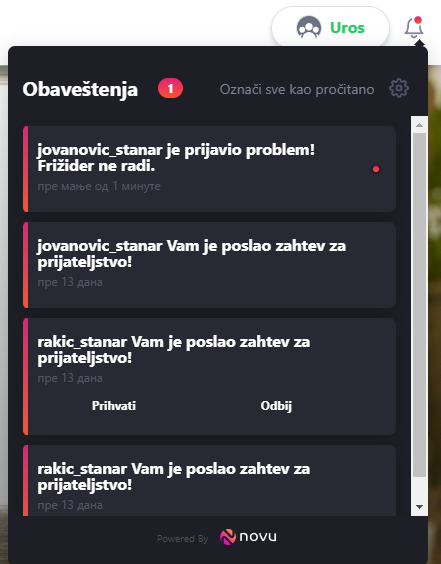 Uros
Obaveštenja
1
Označi sve kao pročitano
jovanovic_stanar je prijavio problem!
Frižider ne radi.
пре мање од 1 минуте
jovanovic_stanar Vam je poslao zahtev za
prijateljstvo!
пре 13 дана
rakic_stanar Vam je poslao zahtev za
prijateljstvo!
пре 13 дана
Prihvati
Odbij
rakic_stanar Vam je poslao zahtev za
prijateljstvo!
пре 13 дана
Powered By
novu